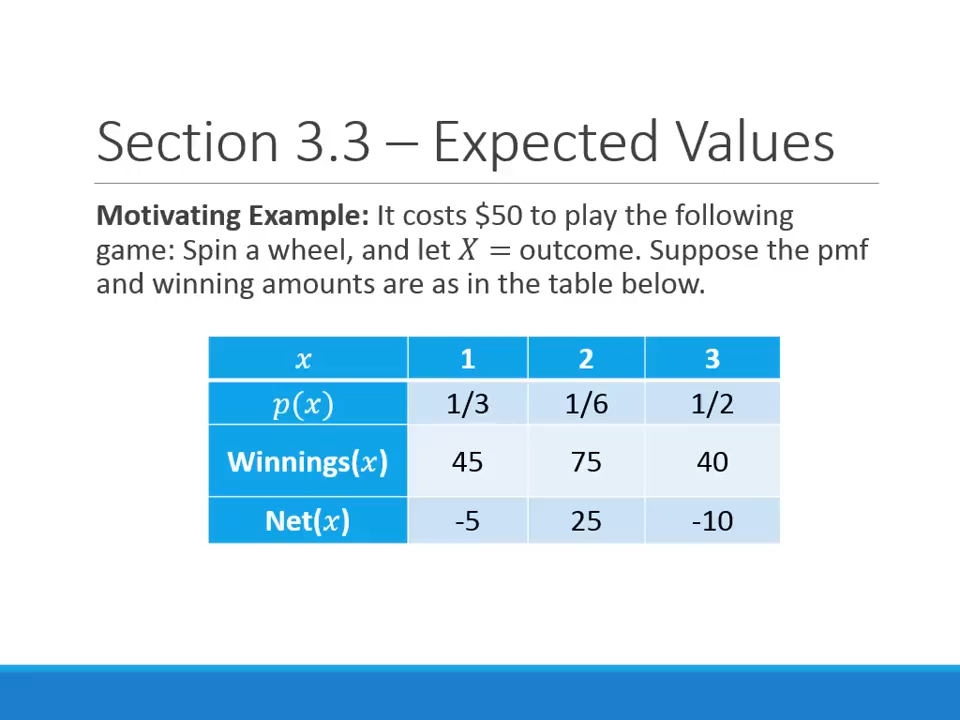 Section 3.3 – Expected Values
Motivating Example: It costs $50 to play the following
game: Spin a wheel, and let X = outcome. Suppose the pmf
and winning amounts are as in the table below.
x 1 2 3
p(x) 1/3 1/6 1/2
Winnings(x) 45 75 40
Net(x) -5 25 -10